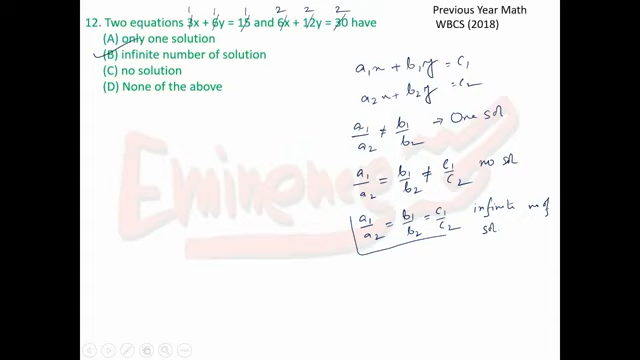 Previous Year Math
WBCS (2018)
1 1 1 2 2 2
12. Two equations 3x + 6y = 15 and 6x + 12y = 30 have
(A) only one solution
(B) infinite number of solution
(C) no solution
(D) None of the above
a₁x + b₁y = c₁
a₂x + b₂y = c₂
a₁/a₂ ≠ b₁/b₂ → One sol
a₁/a₂ = b₁/b₂ ≠ c₁/c₂ no sol
a₁/a₂ = b₁/b₂ = c₁/c₂ infinite n of
sol.